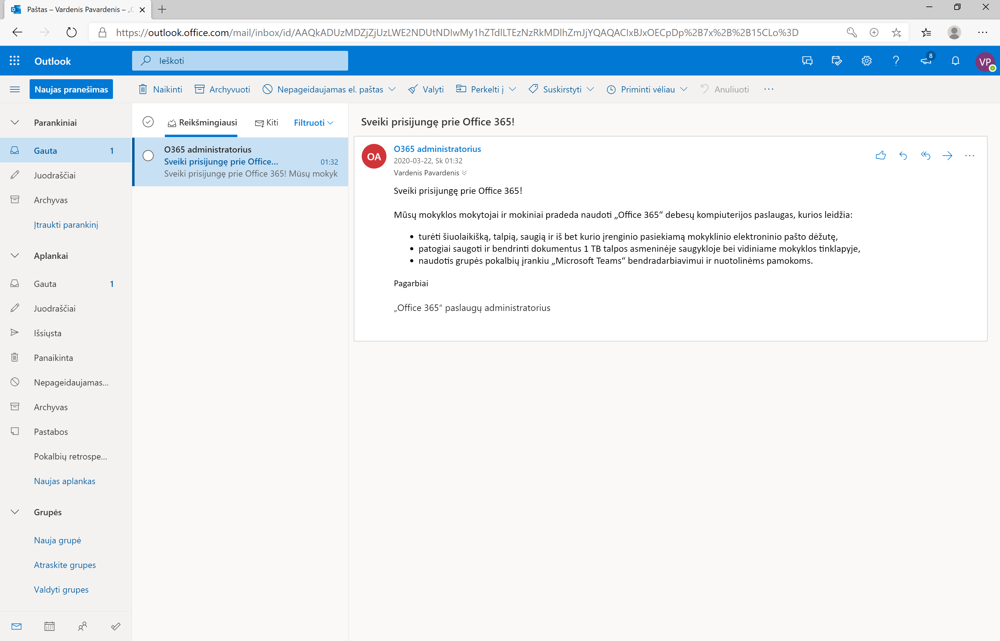 Paštas – Vardenis Pavardenis – „O
https://outlook.office.com/mail/inbox/id/AAQkADUzMDZjZjUzLWE2NDUtNDIwMy1hZTdlLTEzNzRkMDlhZmJjYQAQAClxBJxOECpDp%2B7x%2B%2B15CLo%3D
Outlook
Ieškoti
8
VP
Naujas pranešimas
Naikinti
Archyvuoti
Nepageidaujamas el. paštas
Valyti
Perkelti į
Suskirstyti
Priminti vėliau
Anuliuoti
Parankiniai
Gauta 1
Juodraščiai
Archyvas
Įtraukti parankinį
Aplankai
Gauta 1
Juodraščiai
Išsiųsta
Panaikinta
Nepageidaujamas...
Archyvas
Pastabos
Pokalbių retrospe...
Naujas aplankas
Grupės
Nauja grupė
Atraskite grupes
Valdyti grupes
Reikšmingiausi
Kiti
Filtruoti
O365 administratorius
Sveiki prisijungę prie Office... 01:32
Sveiki prisijungę prie Office 365! Mūsų mokyk
Sveiki prisijungę prie Office 365!
OA
O365 administratorius
2020-03-22, Sk 01:32
Vardenis Pavardenis
Sveiki prisijungę prie Office 365!
Mūsų mokyklos mokytojai ir mokiniai pradeda naudoti „Office 365“ debesų kompiuterijos paslaugas, kurios leidžia:
• turėti šiuolaikišką, talpią, saugią ir iš bet kurio įrenginio pasiekiamą mokyklinio elektroninio pašto dėžutę,
• patogiai saugoti ir bendrinti dokumentus 1 TB talpos asmeninėje saugykloje bei vidiniame mokyklos tinklapyje,
• naudotis grupės pokalbių įrankiu „Microsoft Teams“ bendradarbiavimui ir nuotolinėms pamokoms.
Pagarbiai
„Office 365“ paslaugų administratorius